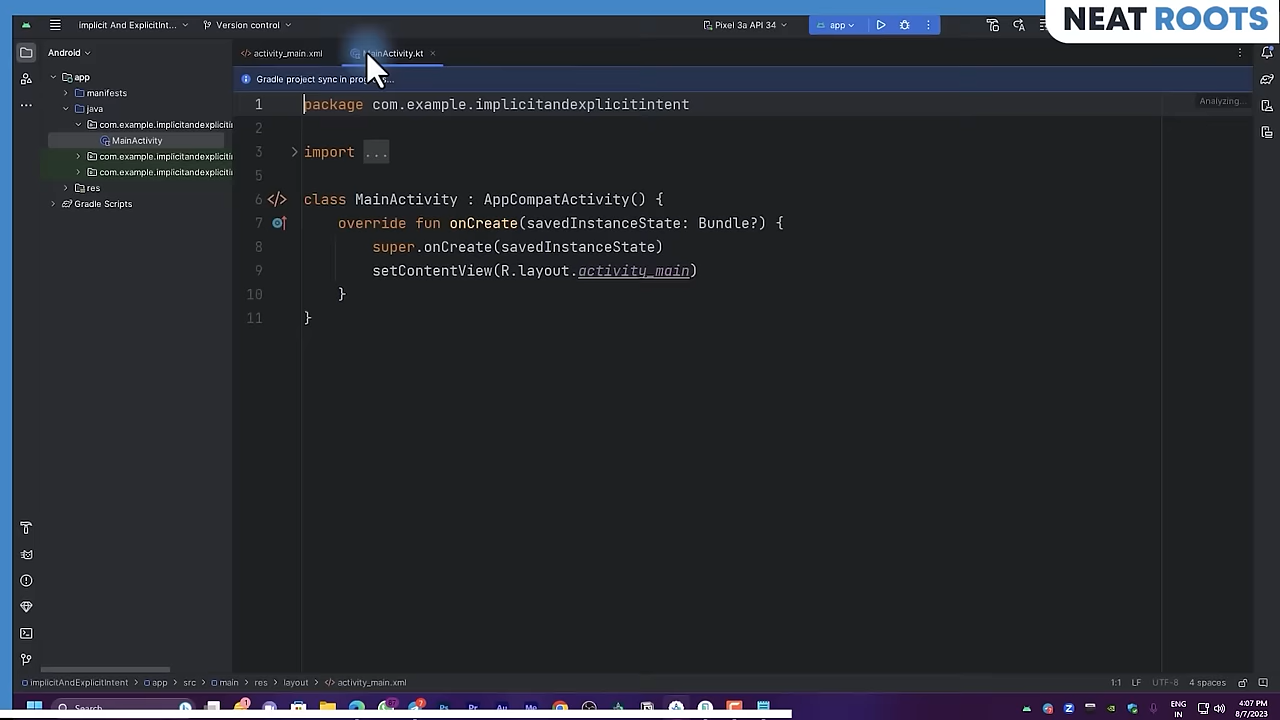 NEAT ROOTS
implicit And ExplicitInt...
Version control
Pixel 3a API 34
app
Android
activity_main.xml
MainActivity.kt
Gradle project sync in progress...
app
manifests
java
com.example.implicitandexplicitin
MainActivity
com.example.implicitandexplicitin
com.example.implicitandexplicitin
res
Gradle Scripts
Analyzing...
1 package com.example.implicitandexplicitintent
2
3 import ...
5
6 class MainActivity : AppCompatActivity() {
7 override fun onCreate(savedInstanceState: Bundle?) {
8 super.onCreate(savedInstanceState)
9 setContentView(R.layout.activity_main)
10 }
11 }
implicitAndExplicitIntent > app > src > main > res > layout > activity_main.xml
1:1 LF UTF-8 4 spaces
Search
ENG
IN
4:07 PM
8/7/2023